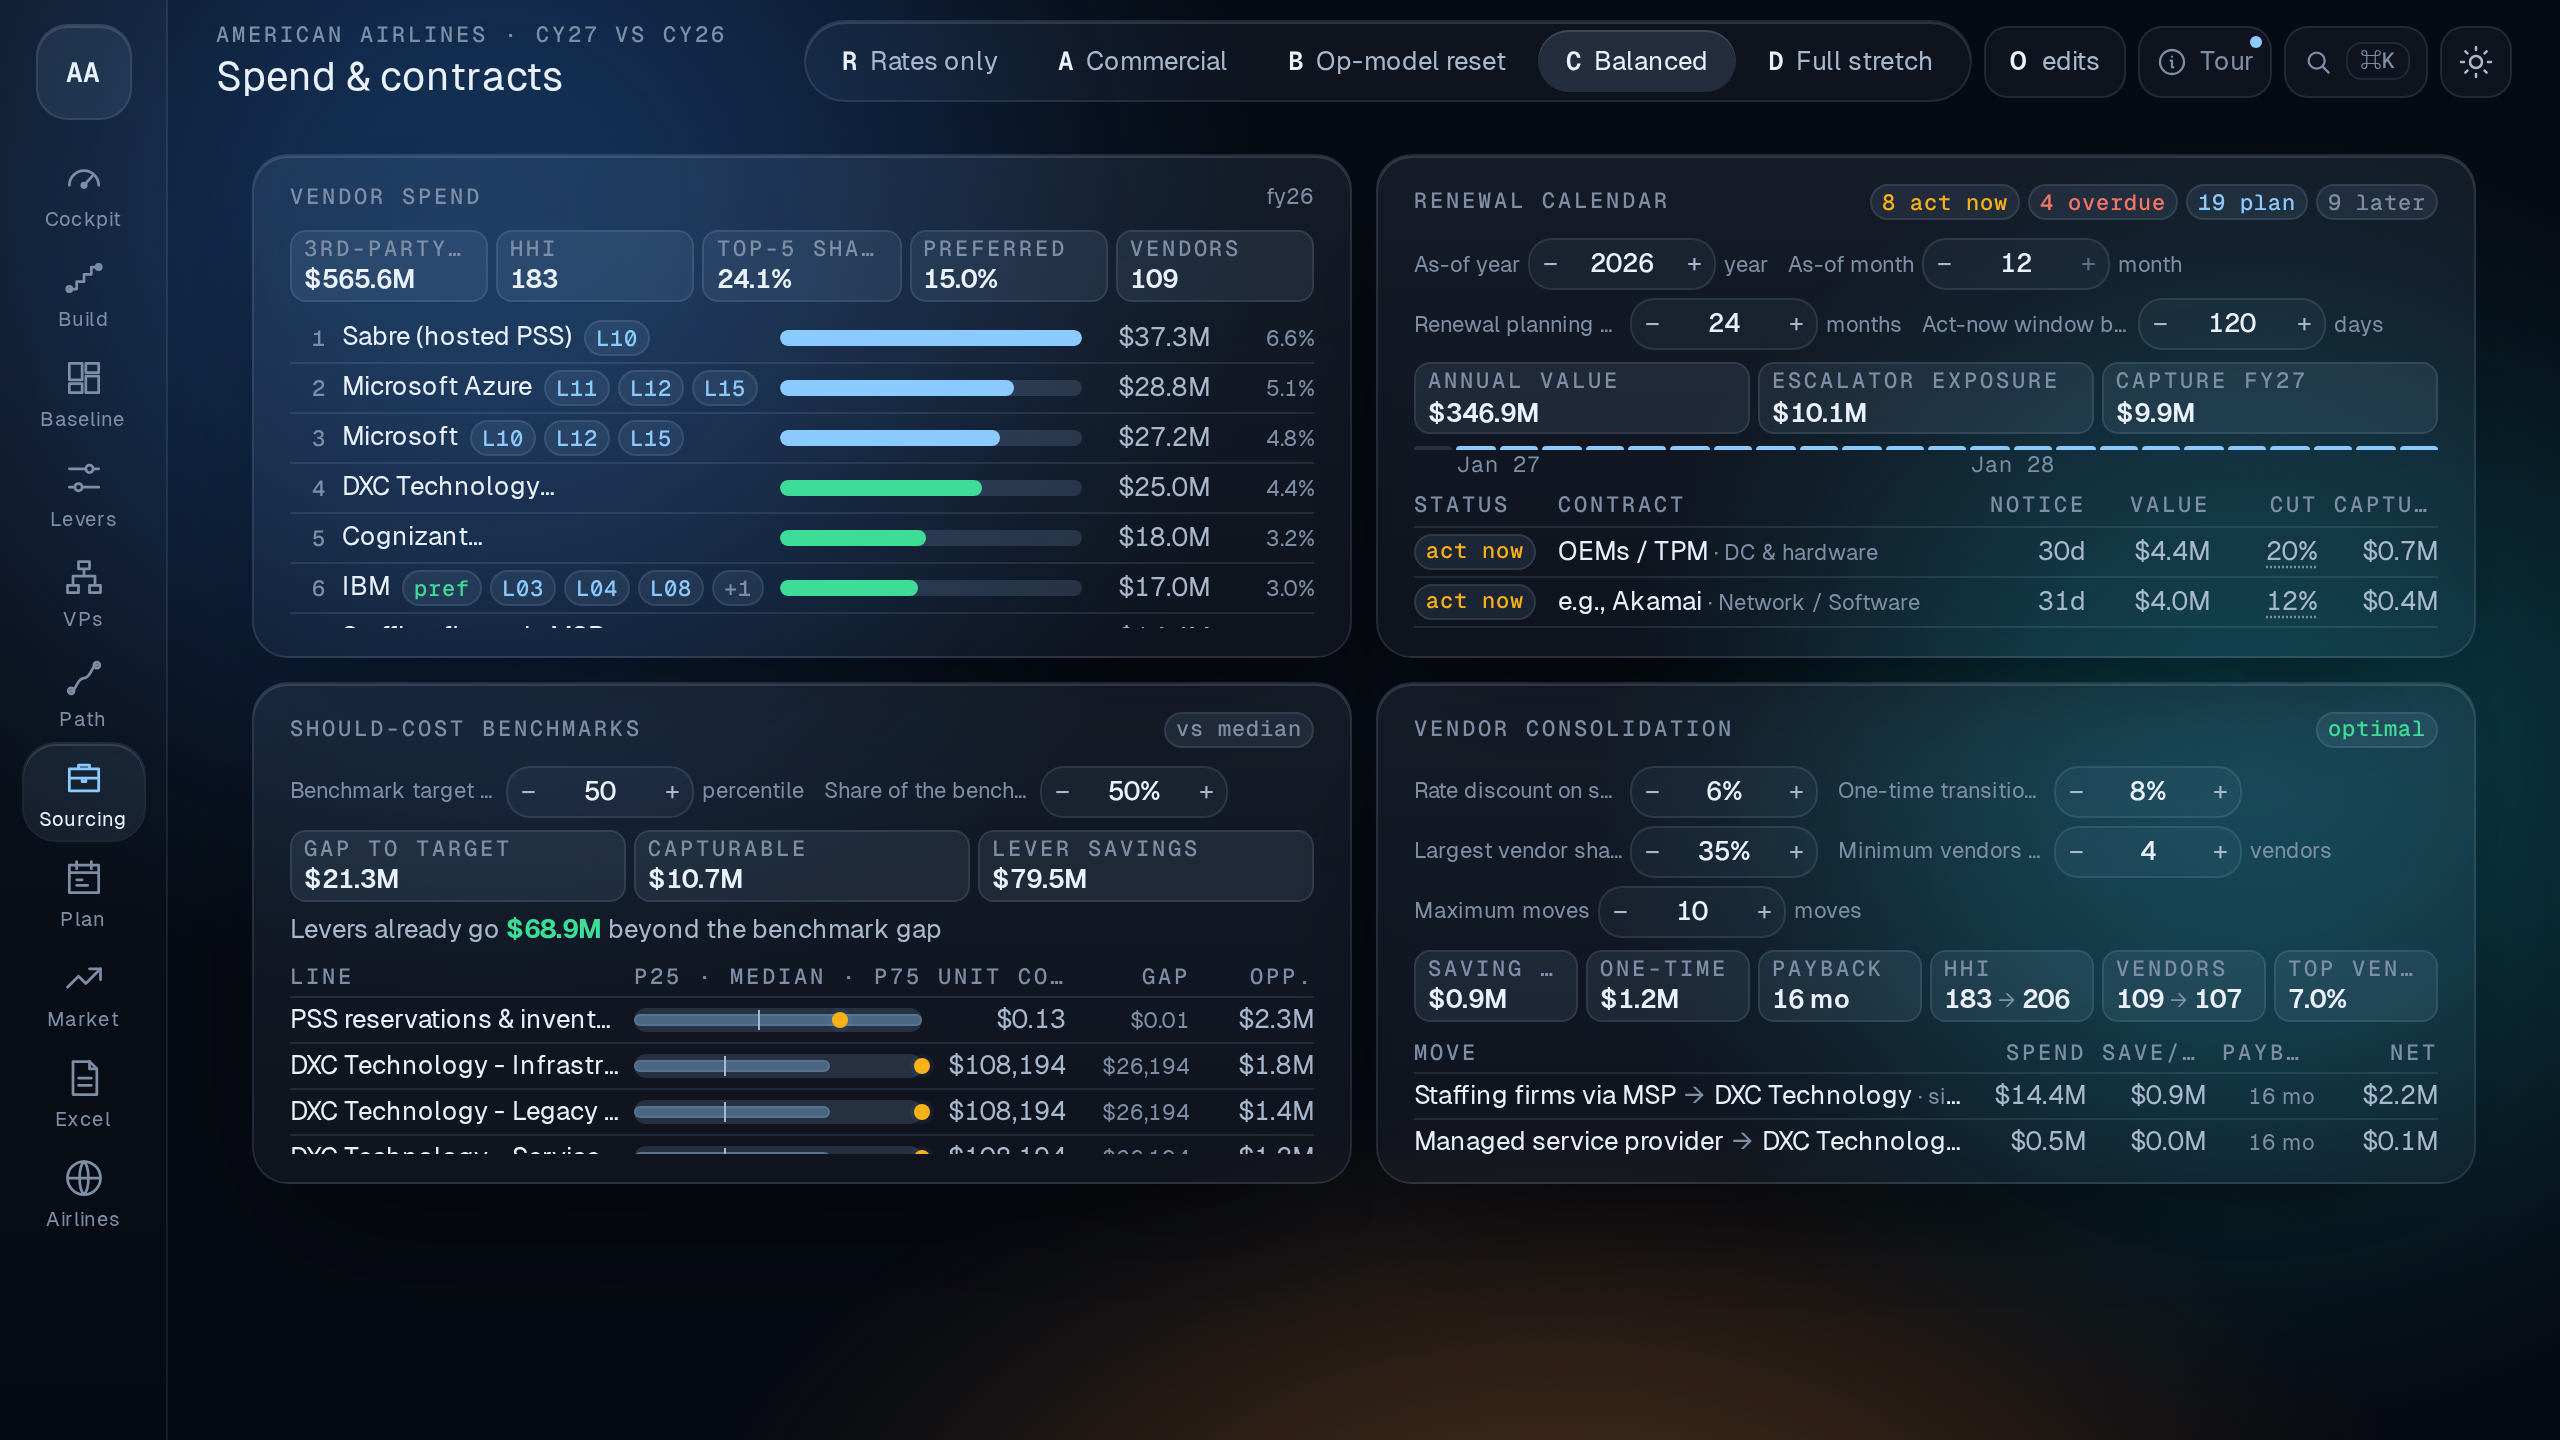 AA
AMERICAN AIRLINES · CY27 VS CY26
Spend & contracts
R Rates only A Commercial B Op-model reset C Balanced D Full stretch
0 edits
Tour
⌘K
Cockpit
Build
Baseline
Levers
VPs
Path
Sourcing
Plan
Market
Excel
Airlines
VENDOR SPEND fy26
3RD-PARTY… HHI TOP-5 SHA… PREFERRED VENDORS
$565.6M 183 24.1% 15.0% 109
1 Sabre (hosted PSS) L10 $37.3M 6.6%
2 Microsoft Azure L11 L12 L15 $28.8M 5.1%
3 Microsoft L10 L12 L15 $27.2M 4.8%
4 DXC Technology… $25.0M 4.4%
5 Cognizant… $18.0M 3.2%
6 IBM pref L03 L04 L08 +1 $17.0M 3.0%
RENEWAL CALENDAR 8 act now 4 overdue 19 plan 9 later
As-of year − 2026 + year As-of month − 12 + month
Renewal planning … − 24 + months Act-now window b… − 120 + days
ANNUAL VALUE ESCALATOR EXPOSURE CAPTURE FY27
$346.9M $10.1M $9.9M
Jan 27 Jan 28
STATUS CONTRACT NOTICE VALUE CUT CAPTU…
act now OEMs / TPM · DC & hardware 30d $4.4M 20% $0.7M
act now e.g., Akamai · Network / Software 31d $4.0M 12% $0.4M
SHOULD-COST BENCHMARKS vs median
Benchmark target … − 50 + percentile Share of the bench… − 50% +
GAP TO TARGET CAPTURABLE LEVER SAVINGS
$21.3M $10.7M $79.5M
Levers already go $68.9M beyond the benchmark gap
LINE P25 · MEDIAN · P75 UNIT CO… GAP OPP.
PSS reservations & invent… $0.13 $0.01 $2.3M
DXC Technology - Infrastr… $108,194 $26,194 $1.8M
DXC Technology - Legacy … $108,194 $26,194 $1.4M
VENDOR CONSOLIDATION optimal
Rate discount on s… − 6% + One-time transitio… − 8% +
Largest vendor sha… − 35% + Minimum vendors … − 4 + vendors
Maximum moves − 10 + moves
SAVING … ONE-TIME PAYBACK HHI VENDORS TOP VEN…
$0.9M $1.2M 16 mo 183 → 206 109 → 107 7.0%
MOVE SPEND SAVE/… PAYB… NET
Staffing firms via MSP → DXC Technology · si… $14.4M $0.9M 16 mo $2.2M
Managed service provider → DXC Technolog… $0.5M $0.0M 16 mo $0.1M